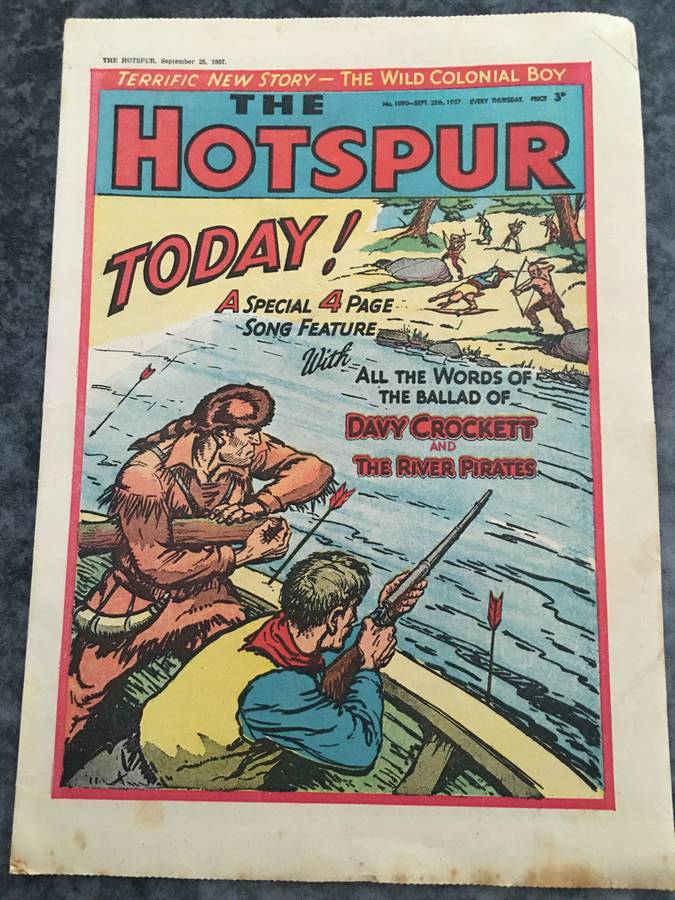 THE HOTSPUR, September 28, 1957.
TERRIFIC NEW STORY — THE WILD COLONIAL BOY
THE
No. 1090—SEPT. 28th, 1957 EVERY THURSDAY. PRICE 3D
HOTSPUR
TODAY!
A SPECIAL 4 PAGE
SONG FEATURE
With
ALL THE WORDS OF
THE BALLAD OF
DAVY CROCKETT
AND
THE RIVER PIRATES